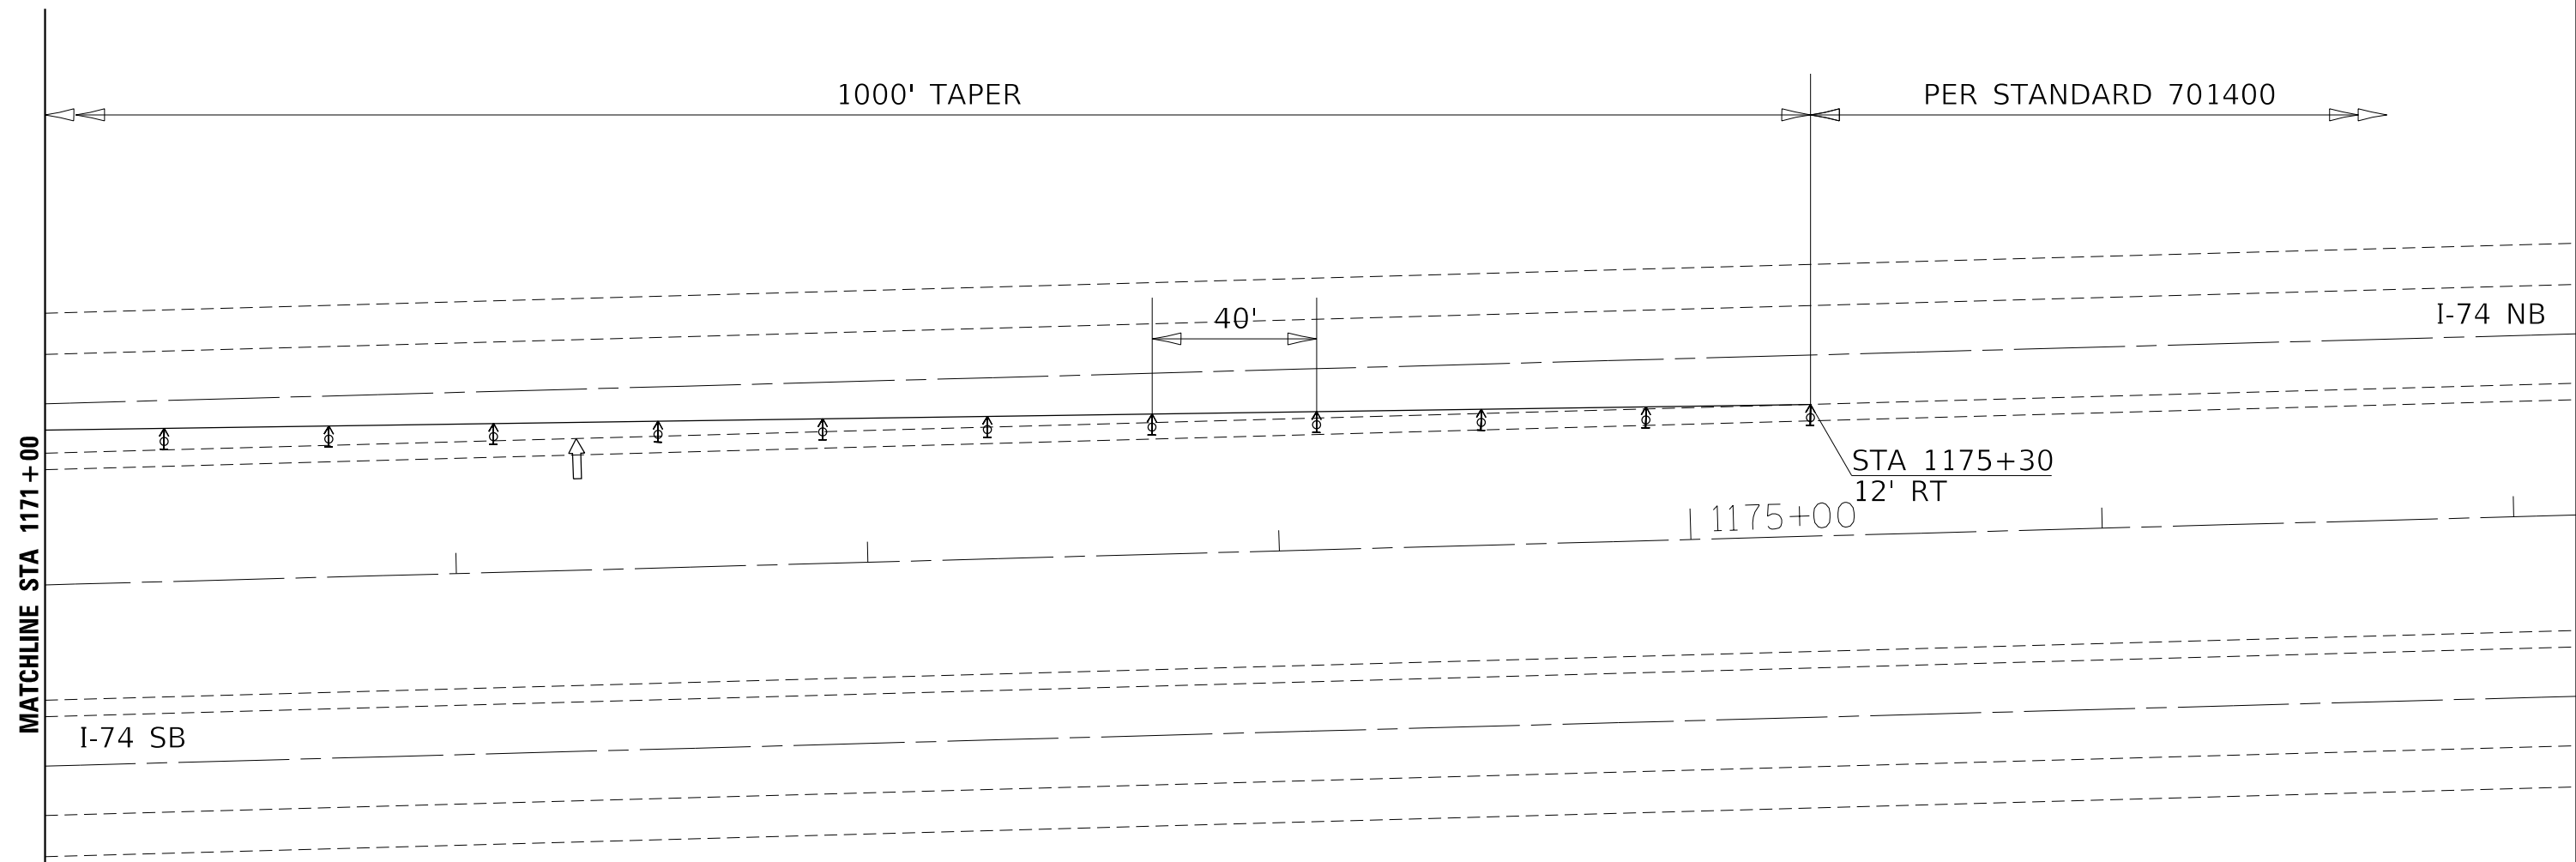 1000' TAPER
PER STANDARD 701400
I-74 NB
40'
STA 1175+30
12' RT
1175+00
MATCHLINE STA 1171+00
I-74 SB